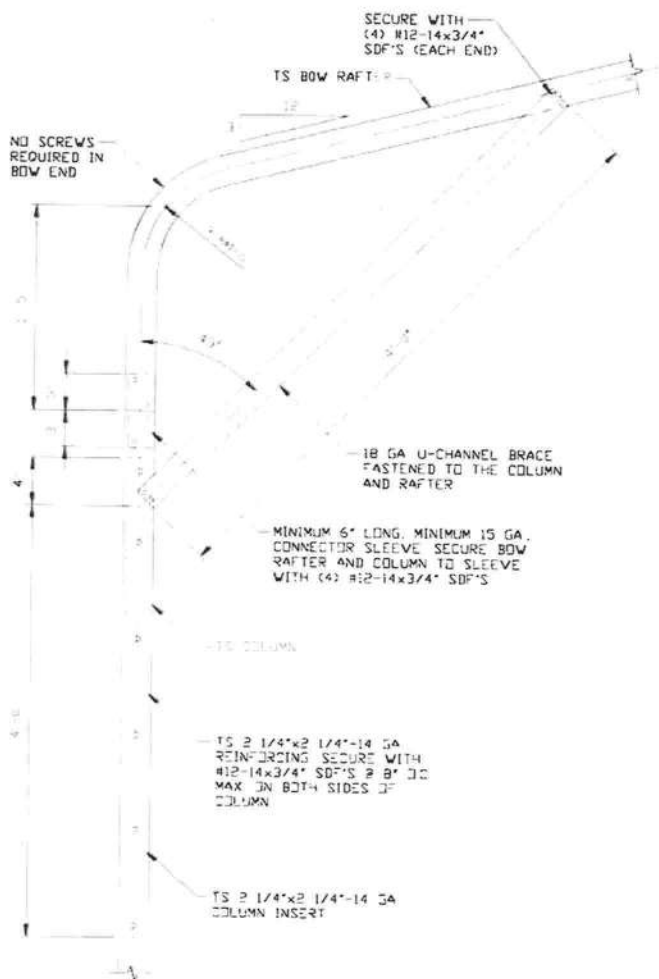 SECURE WITH
(4) #12-14x3/4"
SDF'S (EACH END)
TS BOW RAFTER
12
3
NO SCREWS
REQUIRED IN
BOW END
3
4
18 GA U-CHANNEL BRACE
FASTENED TO THE COLUMN
AND RAFTER
MINIMUM 6" LONG, MINIMUM 15 GA.
CONNECTOR SLEEVE SECURE BOW
RAFTER AND COLUMN TO SLEEVE
WITH (4) #12-14x3/4" SDF'S
TS COLUMN
TS 2 1/4"x2 1/4"-14 GA
REINFORCING SECURE WITH
#12-14x3/4" SDF'S @ 8" OC
MAX ON BOTH SIDES OF
COLUMN
TS 2 1/4"x2 1/4"-14 GA
COLUMN INSERT